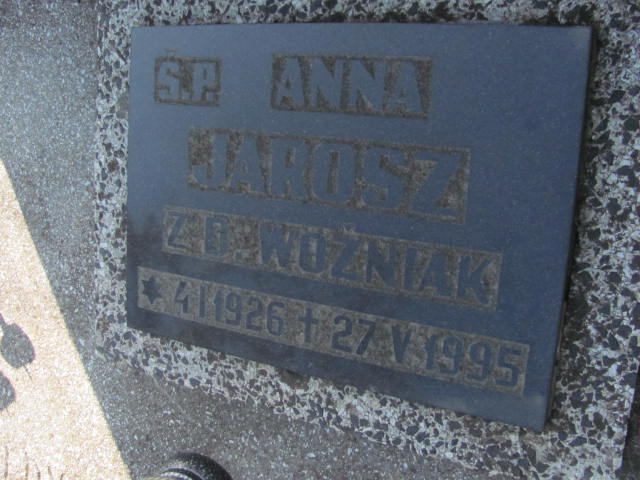 Ś.P. ANNA
JAROSZ
Z D. WOŹNIAK
* 4 I 1926 + 27 V 1995